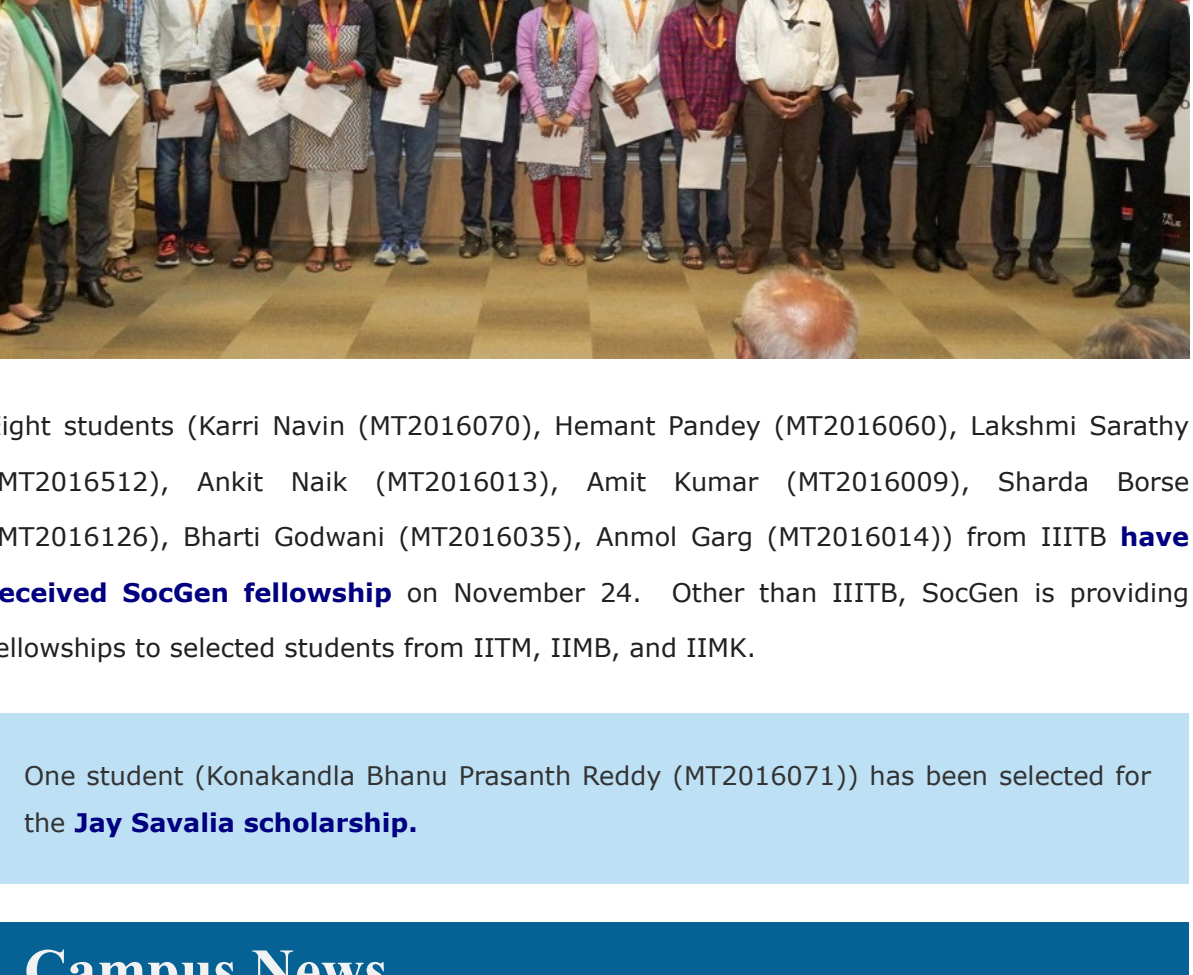 ight students (Karri Navin (MT2016070), Hemant Pandey (MT2016060), Lakshmi Sarathy
MT2016512), Ankit Naik (MT2016013), Amit Kumar (MT2016009), Sharda Borse
MT2016126), Bharti Godwani (MT2016035), Anmol Garg (MT2016014)) from IIITB have
eceived SocGen fellowship on November 24. Other than IIITB, SocGen is providing
ellowships to selected students from IITM, IIMB, and IIMK.
One student (Konakandla Bhanu Prasanth Reddy (MT2016071)) has been selected for
the Jay Savalia scholarship.
Campus News